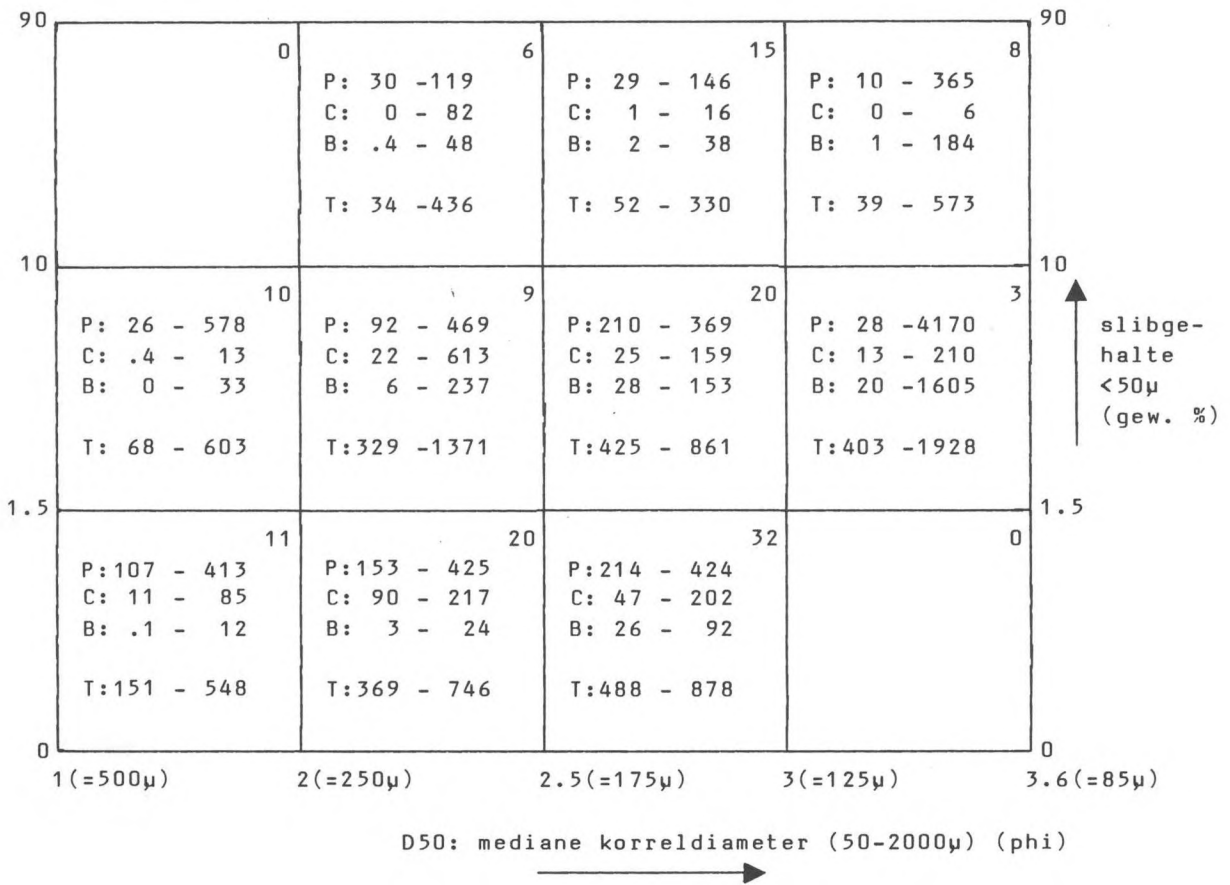 90 90
0 6 15 8
P: 30 -119 P: 29 - 146 P: 10 - 365
C: 0 - 82 C: 1 - 16 C: 0 - 6
B: .4 - 48 B: 2 - 38 B: 1 - 184
T: 34 -436 T: 52 - 330 T: 39 - 573
10 10
10 9 20 3
P: 26 - 578 P: 92 - 469 P:210 - 369 P: 28 -4170 slibge-
C: .4 - 13 C: 22 - 613 C: 25 - 159 C: 13 - 210 halte
B: 0 - 33 B: 6 - 237 B: 28 - 153 B: 20 -1605 <50µ
(gew. %)
T: 68 - 603 T:329 -1371 T:425 - 861 T:403 -1928
1.5 1.5
11 20 32 0
P:107 - 413 P:153 - 425 P:214 - 424
C: 11 - 85 C: 90 - 217 C: 47 - 202
B: .1 - 12 B: 3 - 24 B: 26 - 92
T:151 - 548 T:369 - 746 T:488 - 878
0 0
1(=500µ) 2(=250µ) 2.5(=175µ) 3(=125µ) 3.6(=85µ)
D50: mediane korreldiameter (50-2000µ) (phi)